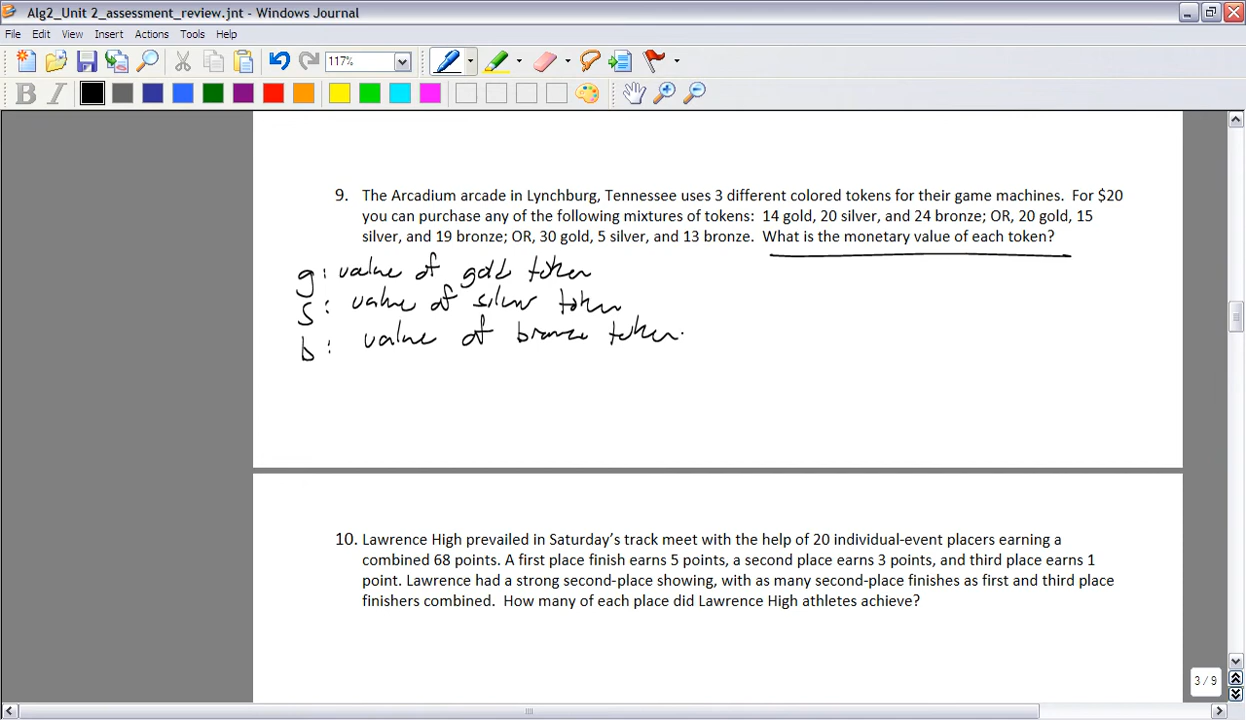 Alg2_Unit 2_assessment_review.jnt - Windows Journal
File Edit View Insert Actions Tools Help
117%
B I
9. The Arcadium arcade in Lynchburg, Tennessee uses 3 different colored tokens for their game machines. For $20
you can purchase any of the following mixtures of tokens: 14 gold, 20 silver, and 24 bronze; OR, 20 gold, 15
silver, and 19 bronze; OR, 30 gold, 5 silver, and 13 bronze. What is the monetary value of each token?
g: value of gold token
s: value of silver token
b: value of bronze token.
10. Lawrence High prevailed in Saturday's track meet with the help of 20 individual-event placers earning a
combined 68 points. A first place finish earns 5 points, a second place earns 3 points, and third place earns 1
point. Lawrence had a strong second-place showing, with as many second-place finishes as first and third place
finishers combined. How many of each place did Lawrence High athletes achieve?
3 / 9